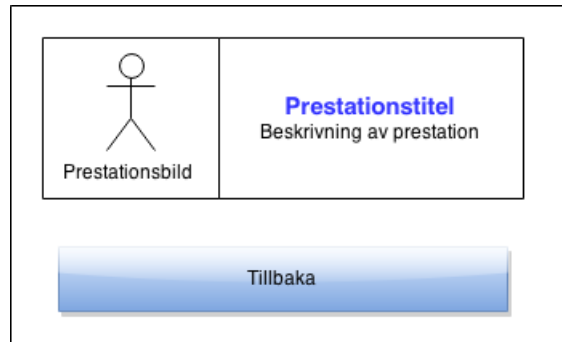 Prestationstitel
Beskrivning av prestation
Prestationsbild
Tillbaka